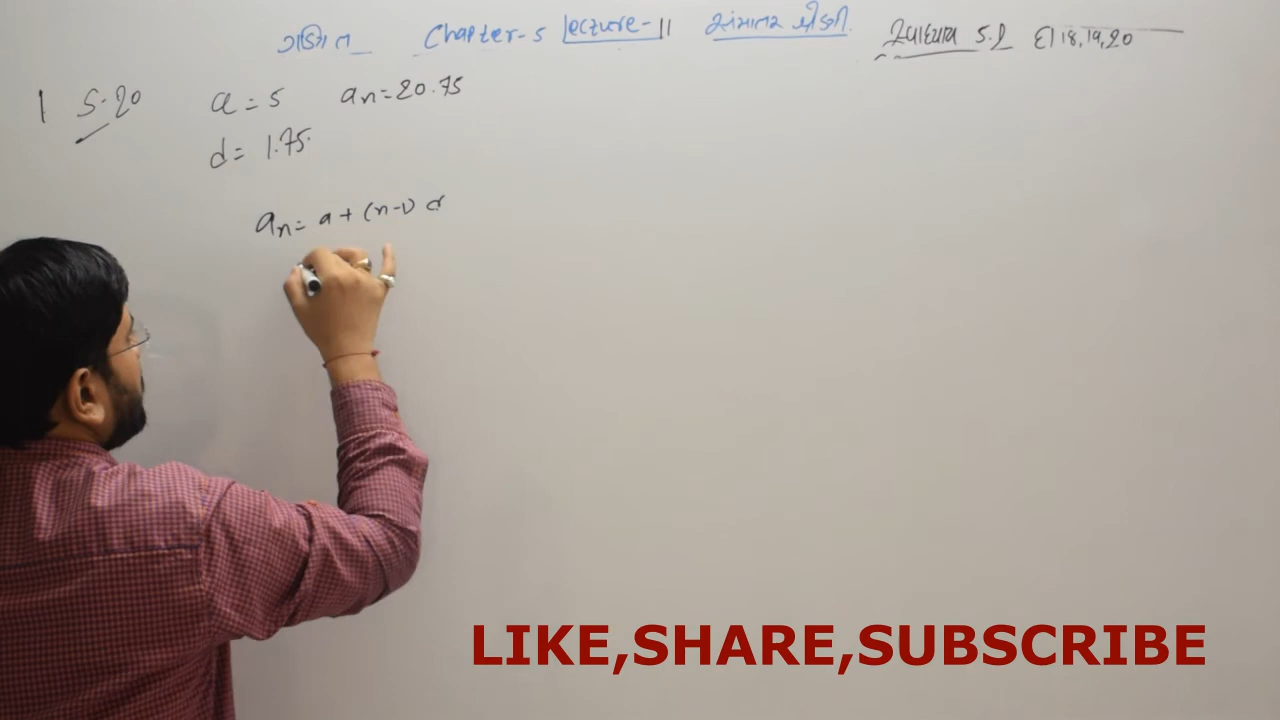 ગણિત Chapter-5 lecture-11 સમાંતર શ્રેણી સ્વાધ્યાય 5.2 દા 18,19,20
1 5.20 a = 5 an = 20.75
d = 1.75
an = a + (n-1) d
LIKE,SHARE,SUBSCRIBE